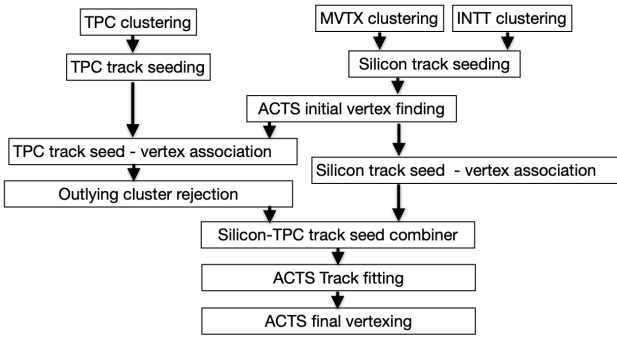 TPC clustering
MVTX clustering
INTT clustering
TPC track seeding
Silicon track seeding
ACTS initial vertex finding
TPC track seed - vertex association
Silicon track seed - vertex association
Outlying cluster rejection
Silicon-TPC track seed combiner
ACTS Track fitting
ACTS final vertexing